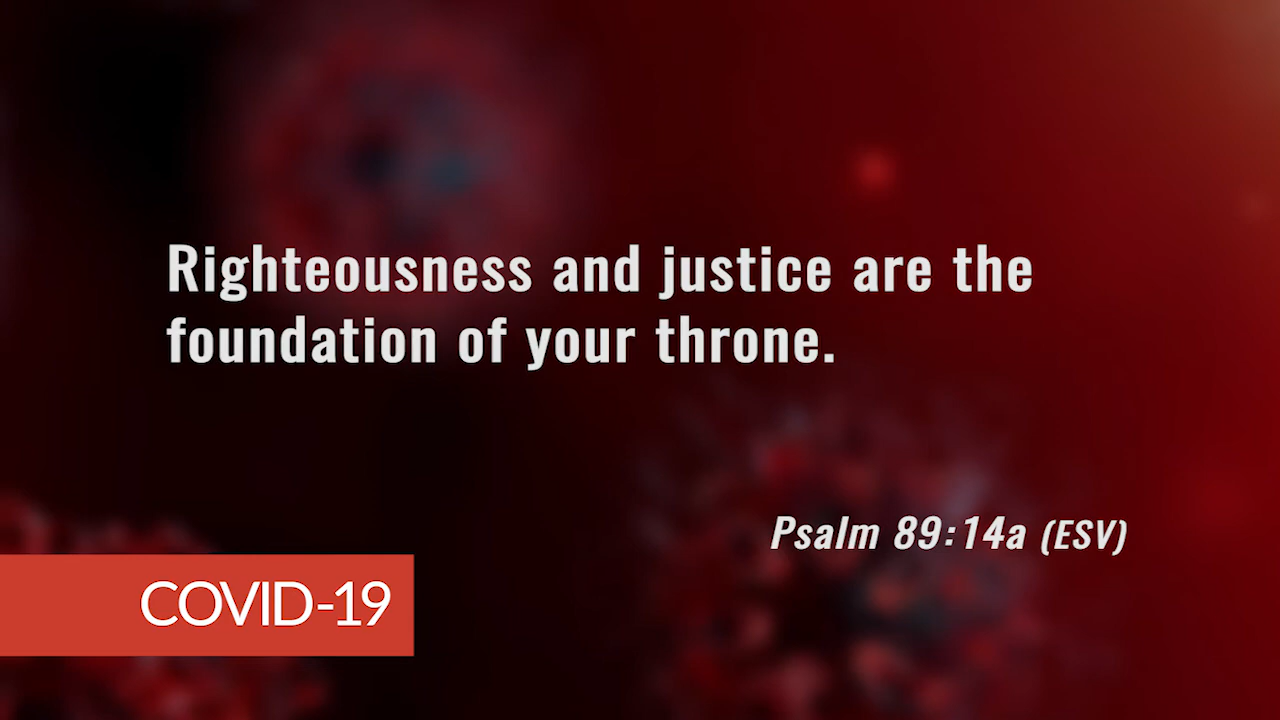 Righteousness and justice are the
foundation of your throne.
Psalm 89:14a (ESV)
COVID-19